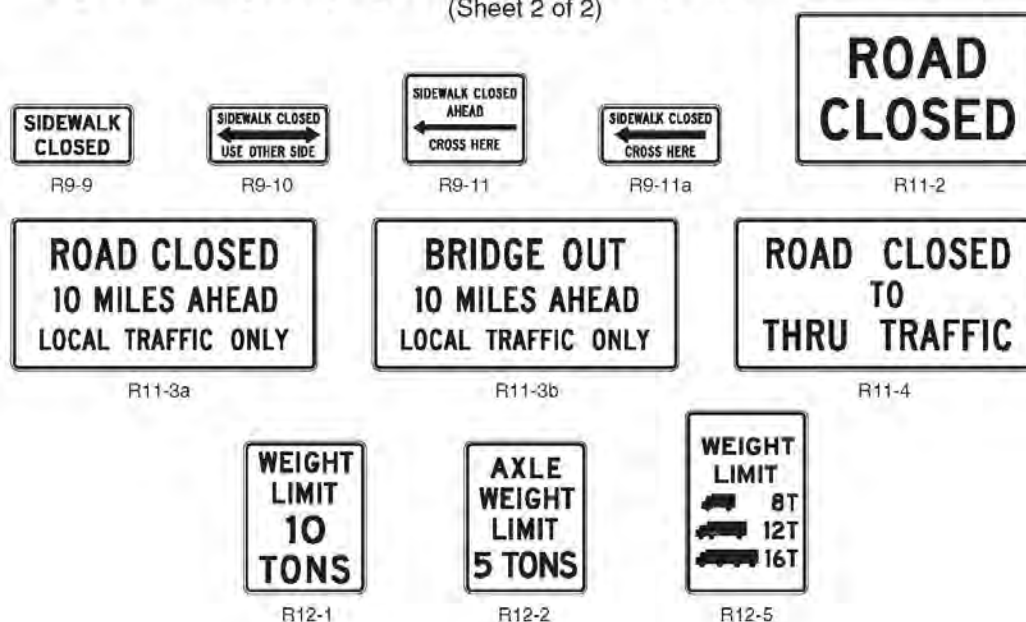 (Sheet 2 of 2)
SIDEWALK
CLOSED
R9-9
SIDEWALK CLOSED
USE OTHER SIDE
R9-10
SIDEWALK CLOSED
AHEAD
CROSS HERE
R9-11
SIDEWALK CLOSED
CROSS HERE
R9-11a
ROAD
CLOSED
R11-2
ROAD CLOSED
10 MILES AHEAD
LOCAL TRAFFIC ONLY
R11-3a
BRIDGE OUT
10 MILES AHEAD
LOCAL TRAFFIC ONLY
R11-3b
ROAD CLOSED
TO
THRU TRAFFIC
R11-4
WEIGHT
LIMIT
10
TONS
R12-1
AXLE
WEIGHT
LIMIT
5 TONS
R12-2
WEIGHT
LIMIT
8T
12T
16T
R12-5